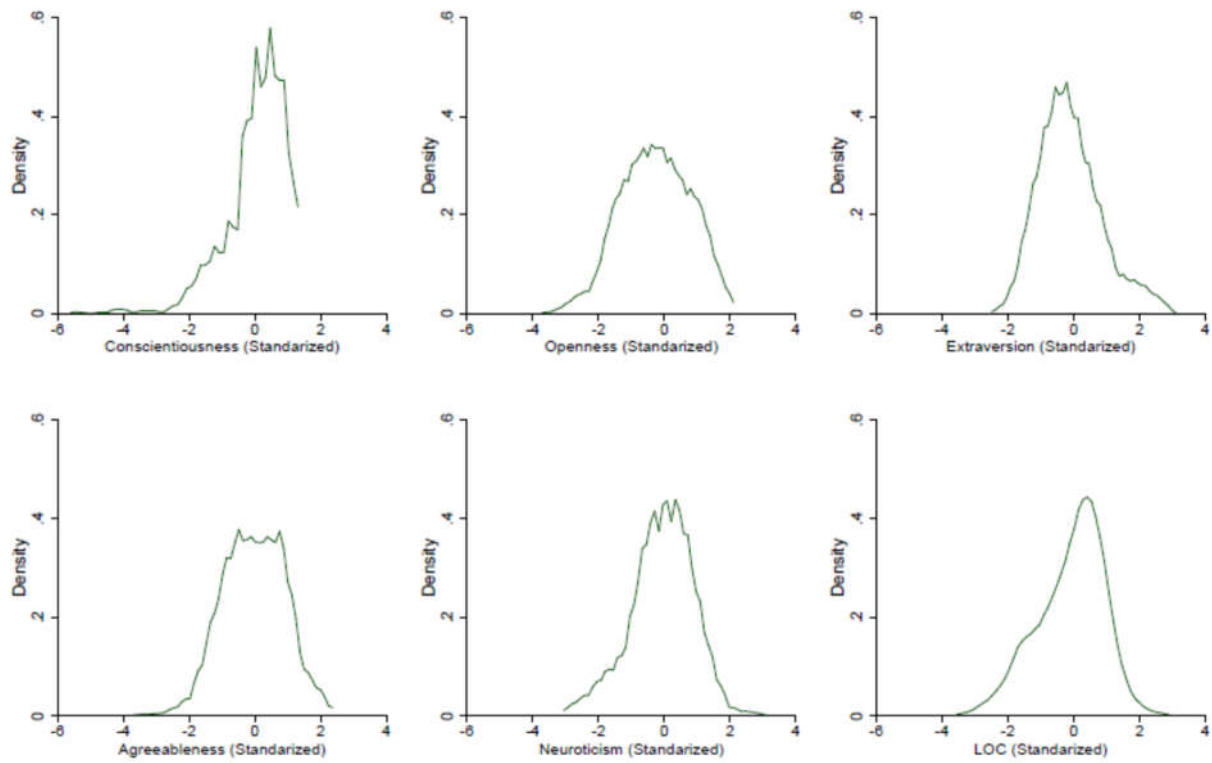 Density
.6
.4
.2
0
-6 -4 -2 0 2 4
Conscientiousness (Standarized)
Density
.6
.4
.2
0
-6 -4 -2 0 2 4
Openness (Standarized)
Density
.6
.4
.2
0
-6 -4 -2 0 2 4
Extraversion (Standarized)
Density
.6
.4
.2
0
-6 -4 -2 0 2 4
Agreeableness (Standarized)
Density
.6
.4
.2
0
-6 -4 -2 0 2 4
Neuroticism (Standarized)
Density
.6
.4
.2
0
-6 -4 -2 0 2 4
LOC (Standarized)